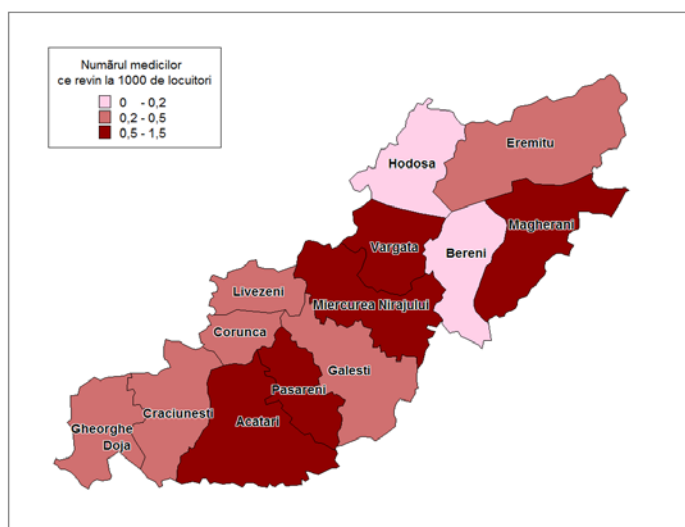 Numărul medicilor
ce revin la 1000 de locuitori
0 - 0,2
0,2 - 0,5
0,5 - 1,5
Hodosa
Eremitu
Magherani
Vargata
Bereni
Livezeni
Miercurea Nirajului
Corunca
Galesti
Pasareni
Craciunesti
Acatari
Gheorghe
Doja